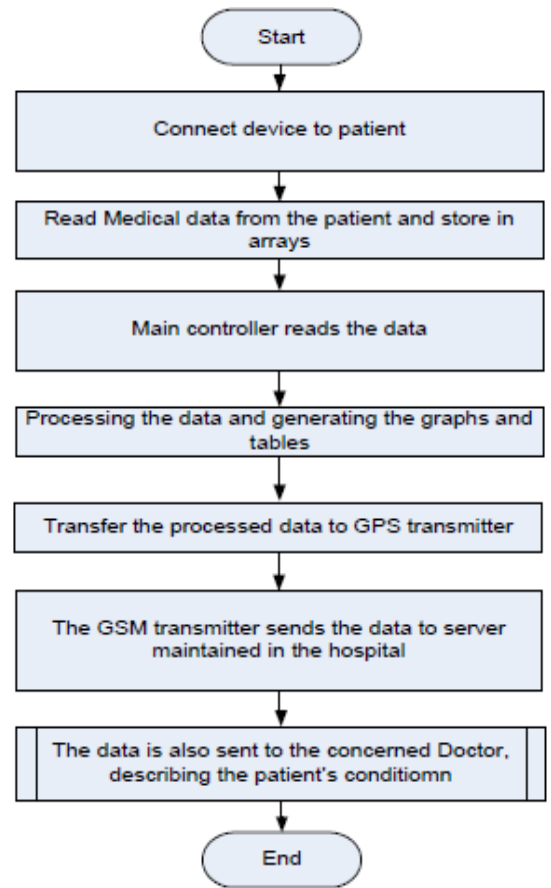 Start
Connect device to patient
Read Medical data from the patient and store in
arrays
Main controller reads the data
Processing the data and generating the graphs and
tables
Transfer the processed data to GPS transmitter
The GSM transmitter sends the data to server
maintained in the hospital
The data is also sent to the concerned Doctor,
describing the patient's conditiomn
End